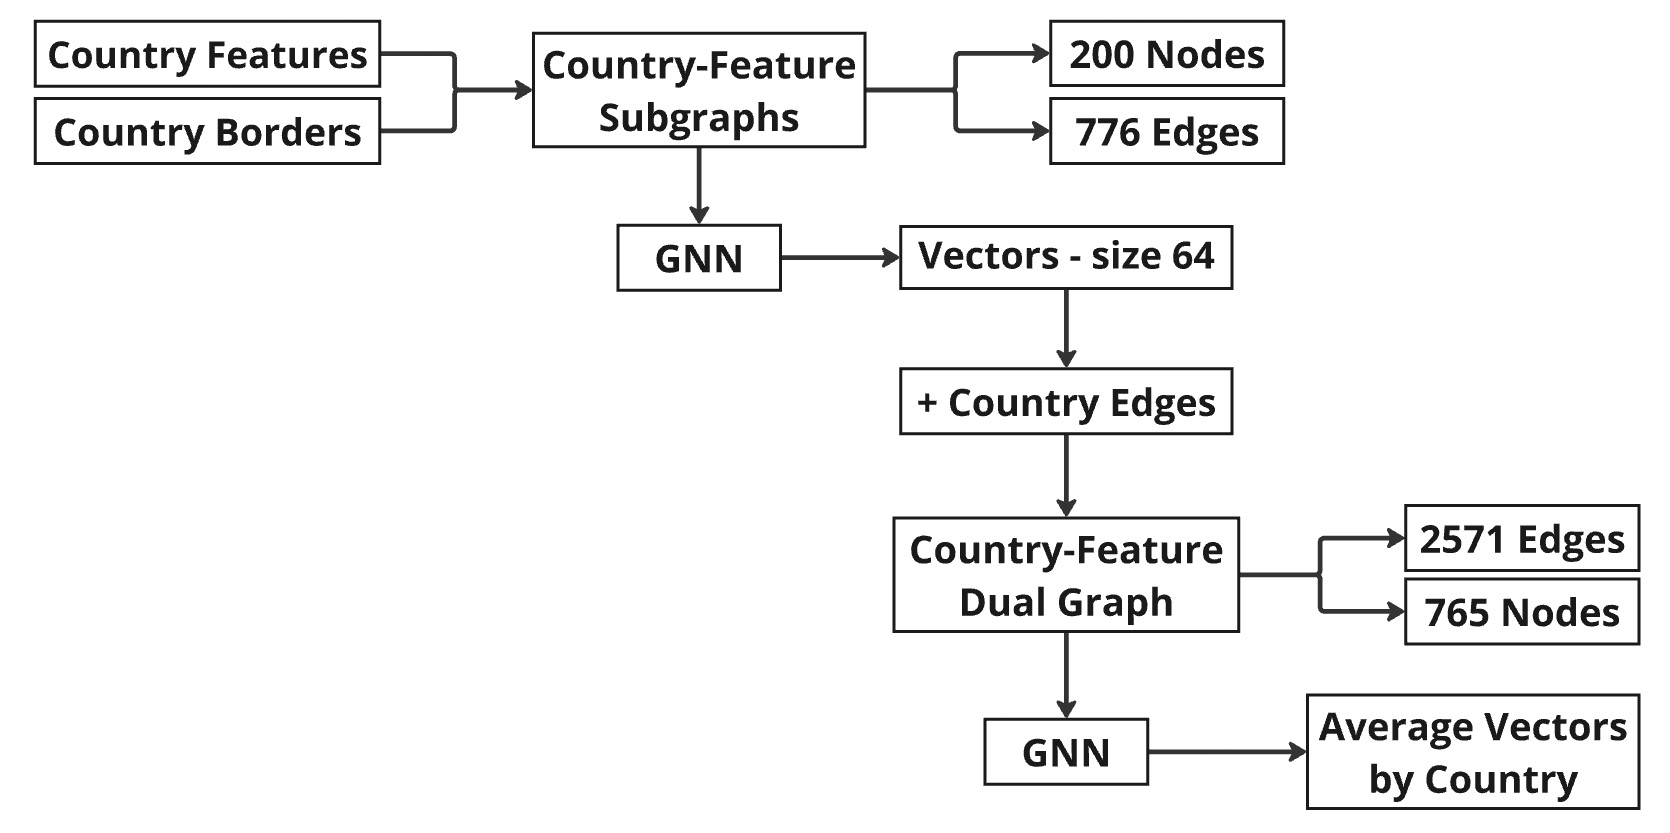 Country Features
Country Borders
Country-Feature
Subgraphs
200 Nodes
776 Edges
GNN
Vectors - size 64
+ Country Edges
Country-Feature
Dual Graph
2571 Edges
765 Nodes
GNN
Average Vectors
by Country